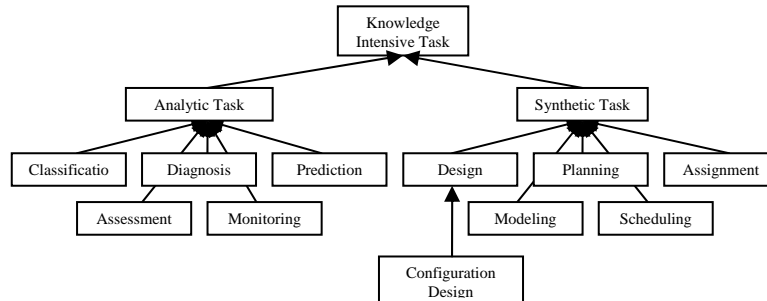 Knowledge
Intensive Task
Analytic Task
Synthetic Task
Classificatio
Diagnosis
Prediction
Design
Planning
Assignment
Assessment
Monitoring
Modeling
Scheduling
Configuration
Design